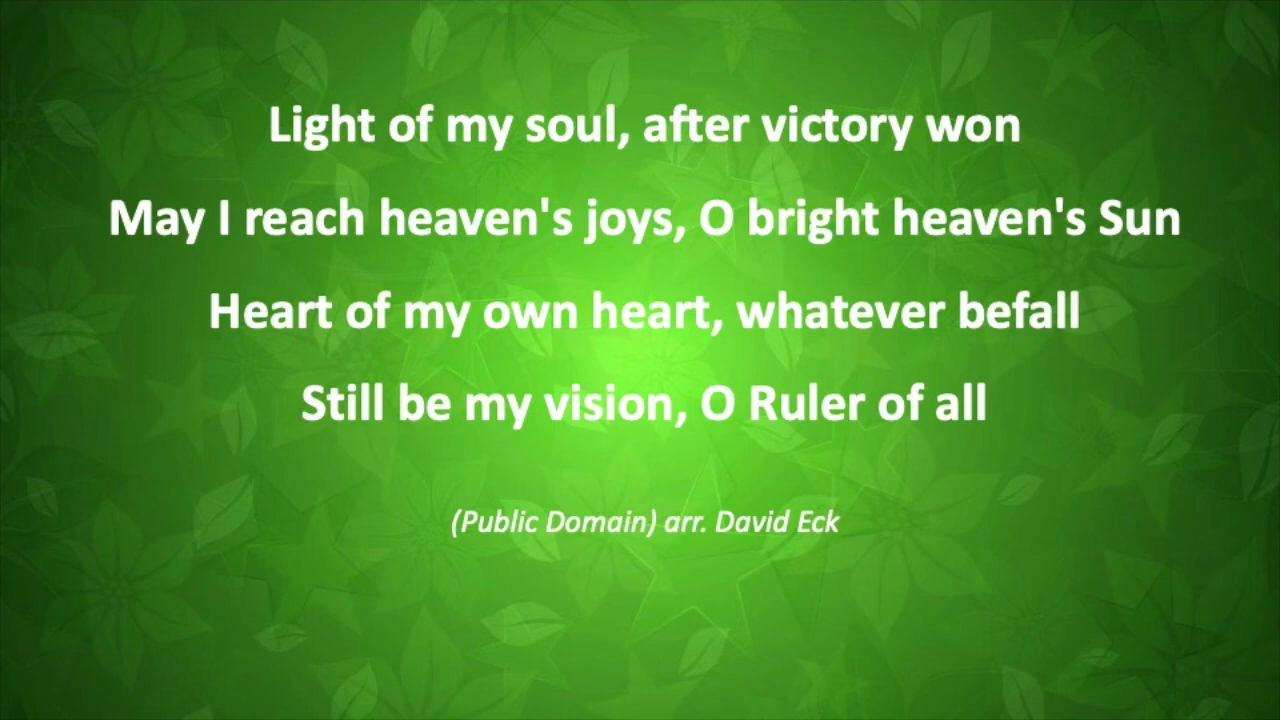 Light of my soul, after victory won
May I reach heaven's joys, O bright heaven's Sun
Heart of my own heart, whatever befall
Still be my vision, O Ruler of all
(Public Domain) arr. David Eck